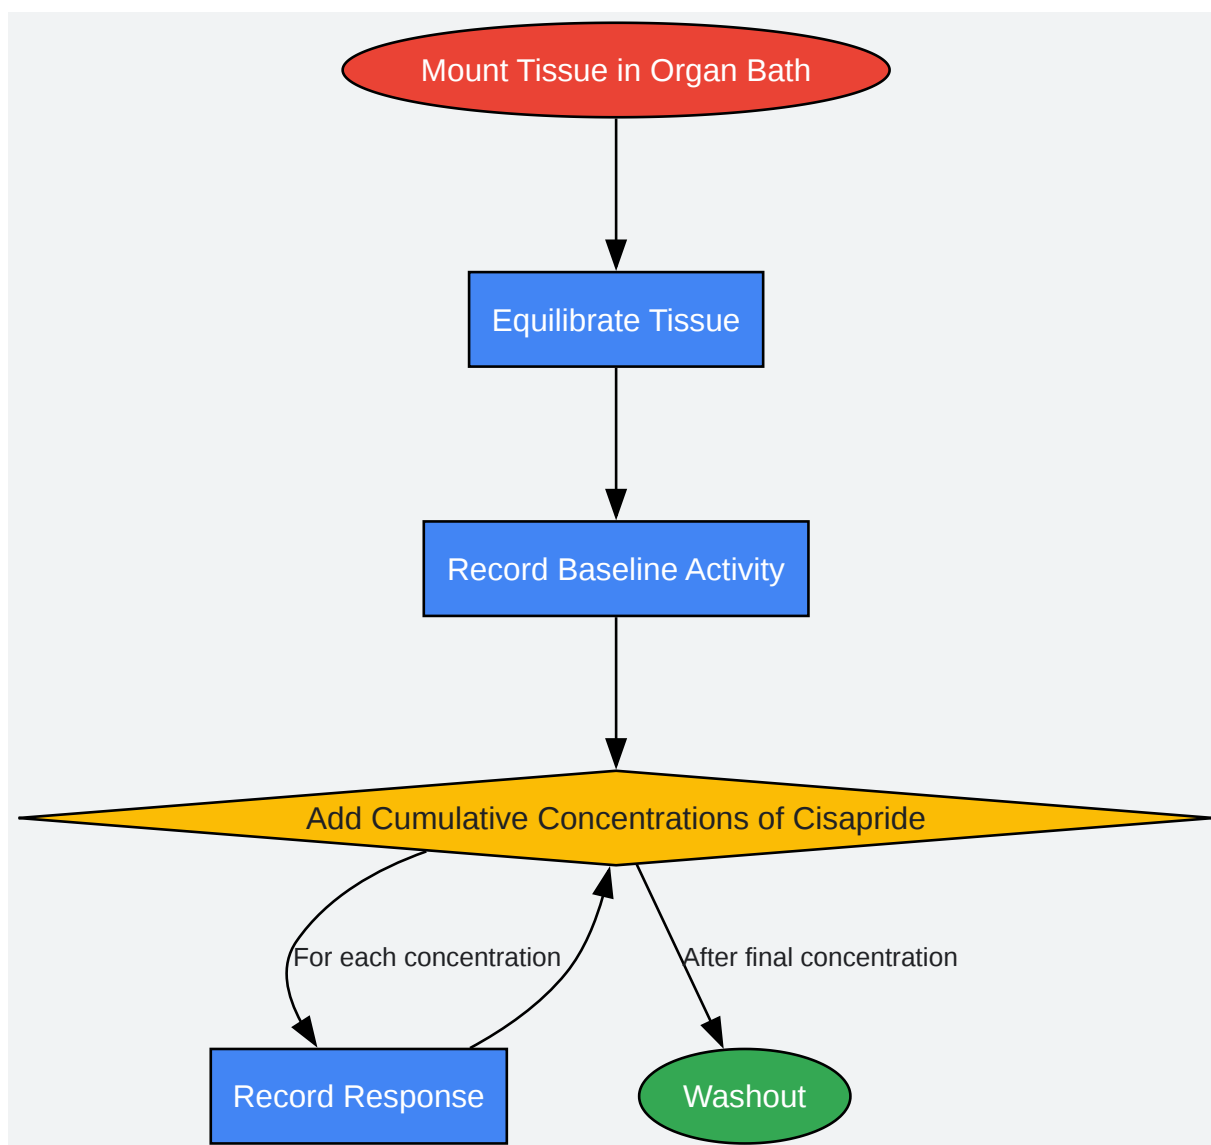 Mount Tissue in Organ Bath
Equilibrate Tissue
Record Baseline Activity
Add Cumulative Concentrations of Cisapride
For each concentration
After final concentration
Record Response
Washout